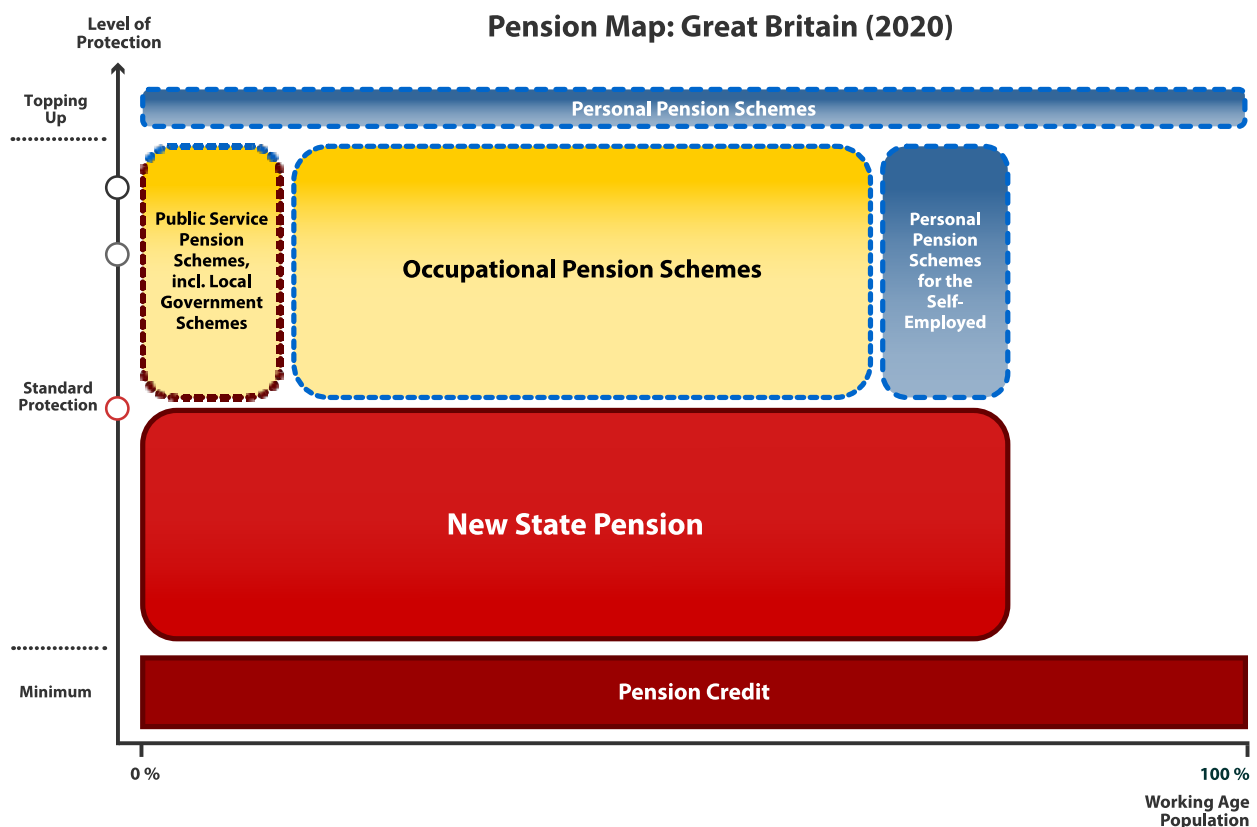 Pension Map: Great Britain (2020)
Level of
Protection
Topping
Up
Personal Pension Schemes
Public Service
Pension
Schemes,
incl. Local
Government
Schemes
Occupational Pension Schemes
Personal
Pension
Schemes
for the
Self-
Employed
Standard
Protection
New State Pension
Minimum
Pension Credit
0 %
100 %
Working Age
Population